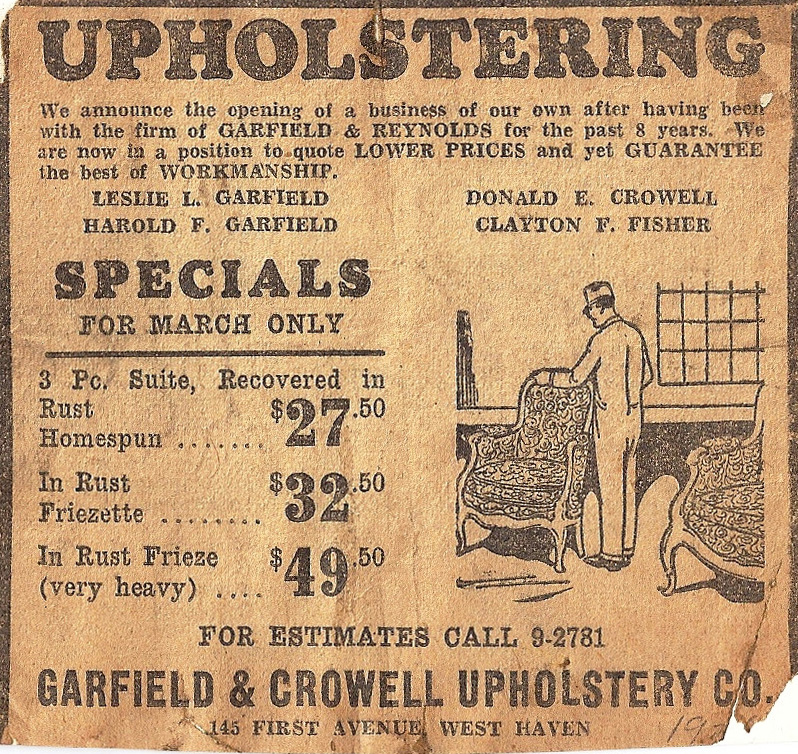 UPHOLSTERING
We announce the opening of a business of our own after having been
with the firm of GARFIELD & REYNOLDS for the past 8 years. We
are now in a position to quote LOWER PRICES and yet GUARANTEE
the best of WORKMANSHIP.
LESLIE L. GARFIELD DONALD E. CROWELL
HAROLD F. GARFIELD CLAYTON F. FISHER
SPECIALS
FOR MARCH ONLY
3 Pc. Suite, Recovered in
Rust
Homespun ....... $27.50
In Rust
Friezette ........ $32.50
In Rust Frieze
(very heavy) .... $49.50
FOR ESTIMATES CALL 9-2781
GARFIELD & CROWELL UPHOLSTERY CO.
145 FIRST AVENUE, WEST HAVEN